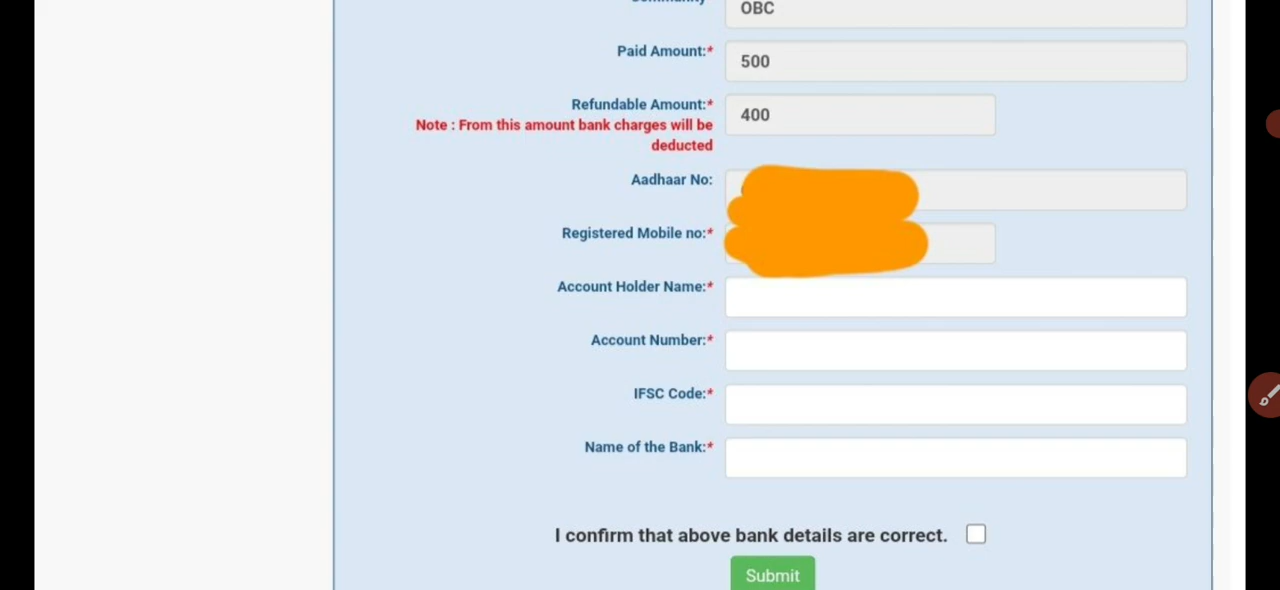 OBC
Paid Amount:* 500
Refundable Amount:* 400
Note : From this amount bank charges will be
deducted
Aadhaar No:
Registered Mobile no:*
Account Holder Name:*
Account Number:*
IFSC Code:*
Name of the Bank:*
I confirm that above bank details are correct.
Submit